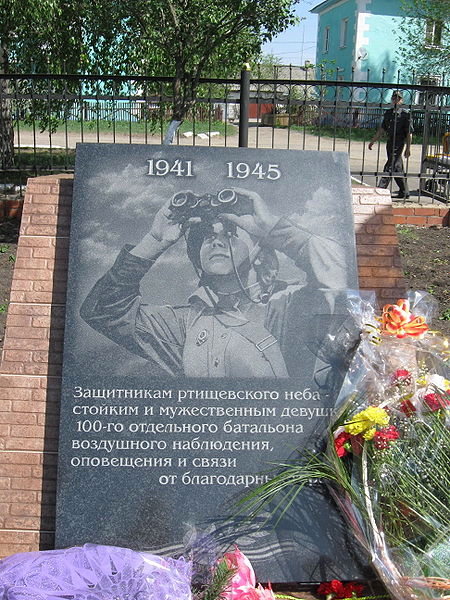 1941 1945
Защитникам ртищевского неба -
стойким и мужественным девуш
100-го отдельного батальона
воздушного наблюдения,
оповещения и связи
от благодарн